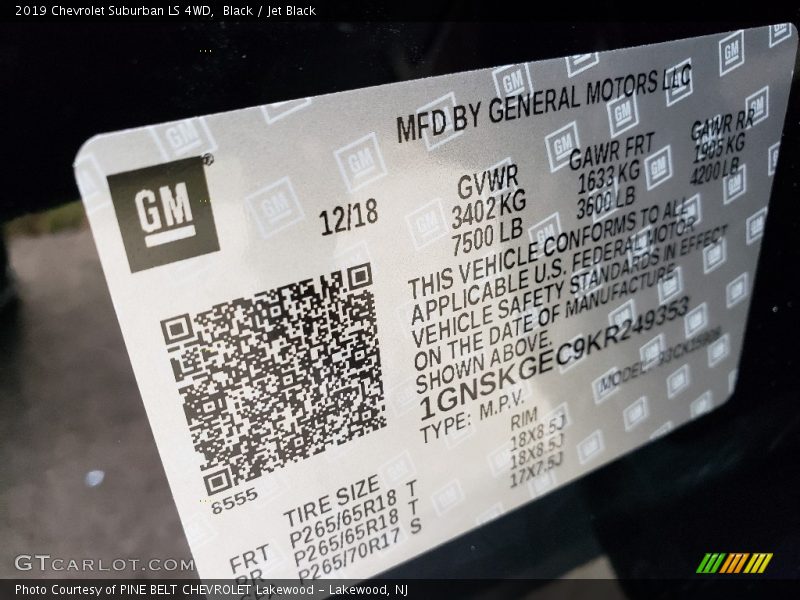 2019 Chevrolet Suburban LS 4WD,  Black / Jet Black
MFD BY GENERAL MOTORS LLC
GM
12/18
GVWR
3402 KG
7500 LB
GAWR FRT
1633 KG
3600 LB
GAWR RR
1905 KG
4200 LB
THIS VEHICLE CONFORMS TO ALL
APPLICABLE U.S. FEDERAL MOTOR
VEHICLE SAFETY STANDARDS IN EFFECT
ON THE DATE OF MANUFACTURE
SHOWN ABOVE.
1GNSKGEC9KR249353
TYPE: M.P.V.
MODEL:
8555
TIRE SIZE
RIM
FRT P265/65R18 T 18X8.5J
RR P265/65R18 T 18X8.5J
P265/70R17 S 17X7.5J
GTcarlot.com
Photo Courtesy of PINE BELT CHEVROLET Lakewood - Lakewood, NJ